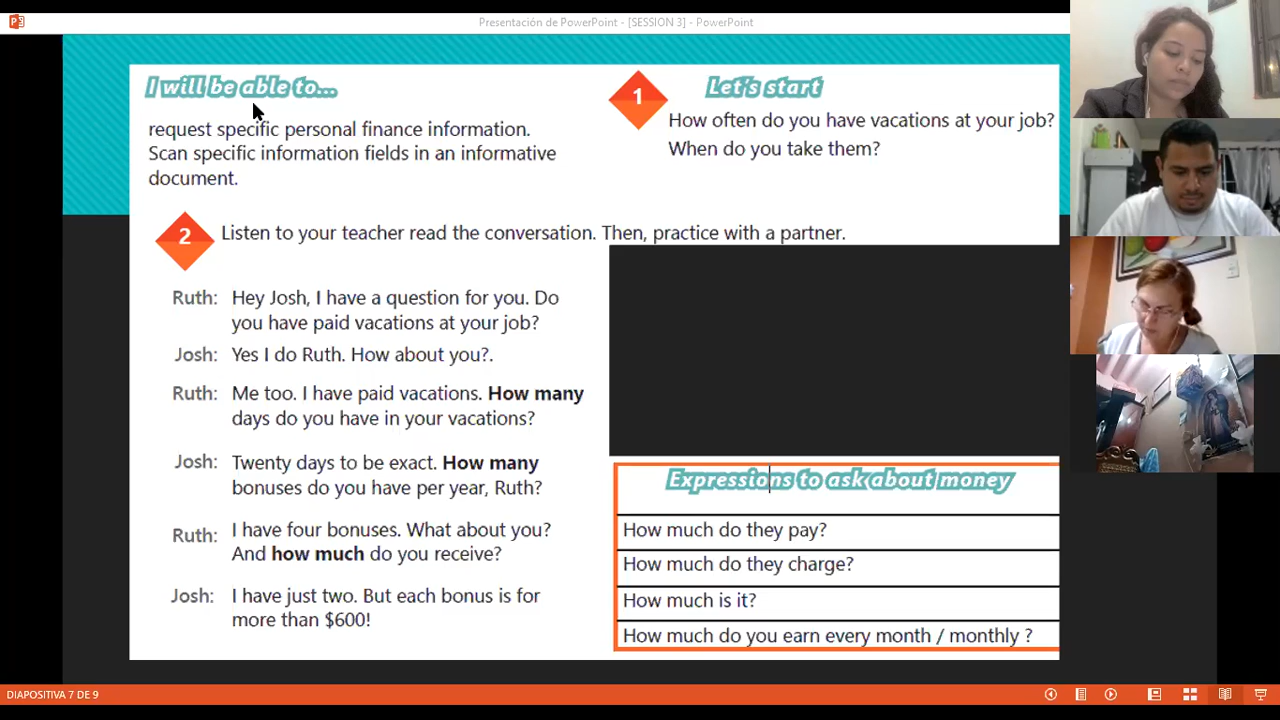 Presentación de PowerPoint - [SESSION 3] - PowerPoint
I will be able to...
request specific personal finance information.
Scan specific information fields in an informative
document.
1
Let's start
How often do you have vacations at your job?
When do you take them?
2
Listen to your teacher read the conversation. Then, practice with a partner.
Ruth: Hey Josh, I have a question for you. Do
you have paid vacations at your job?
Josh: Yes I do Ruth. How about you?.
Ruth: Me too. I have paid vacations. How many
days do you have in your vacations?
Josh: Twenty days to be exact. How many
bonuses do you have per year, Ruth?
Ruth: I have four bonuses. What about you?
And how much do you receive?
Josh: I have just two. But each bonus is for
more than $600!
Expressions to ask about money
How much do they pay?
How much do they charge?
How much is it?
How much do you earn every month / monthly ?
DIAPOSITIVA 7 DE 9